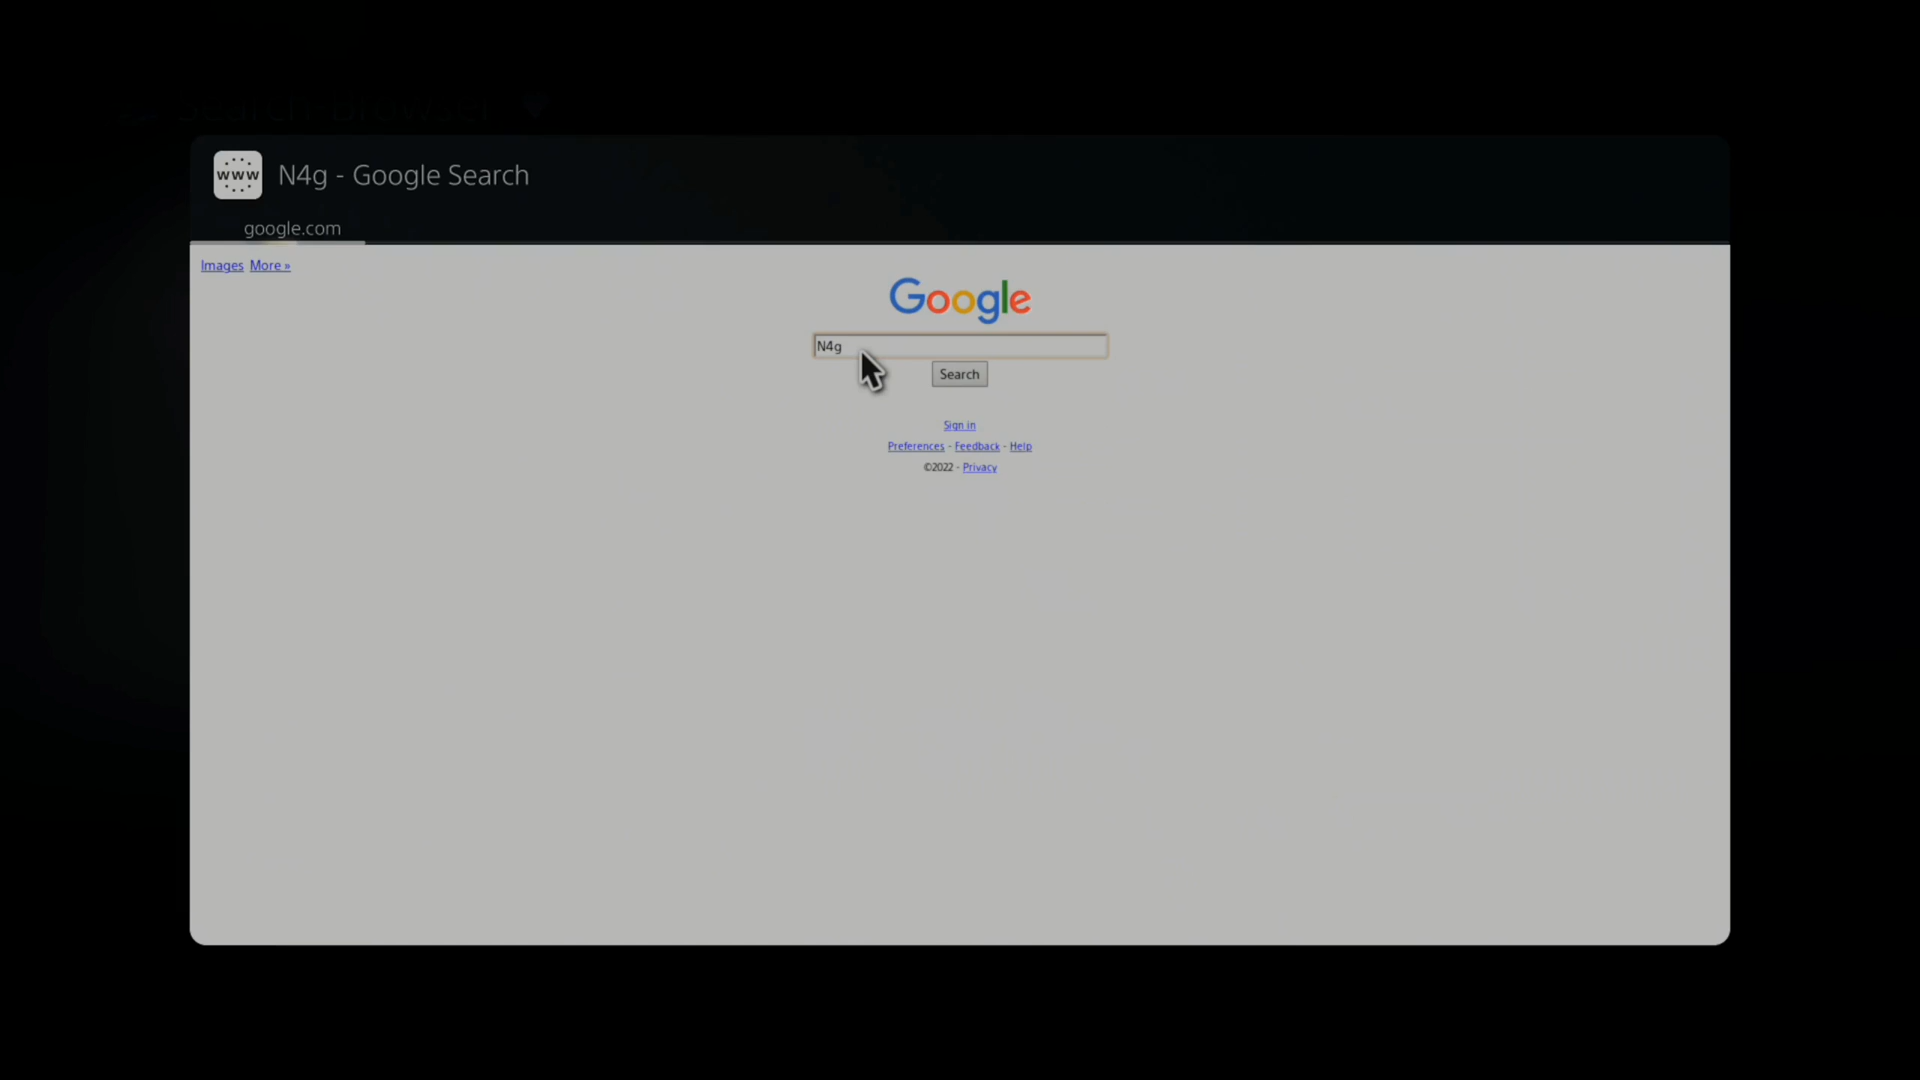 www
N4g - Google Search
google.com
Images More »
Google
N4g
Search
Sign in
Preferences - Feedback - Help
©2022 - Privacy